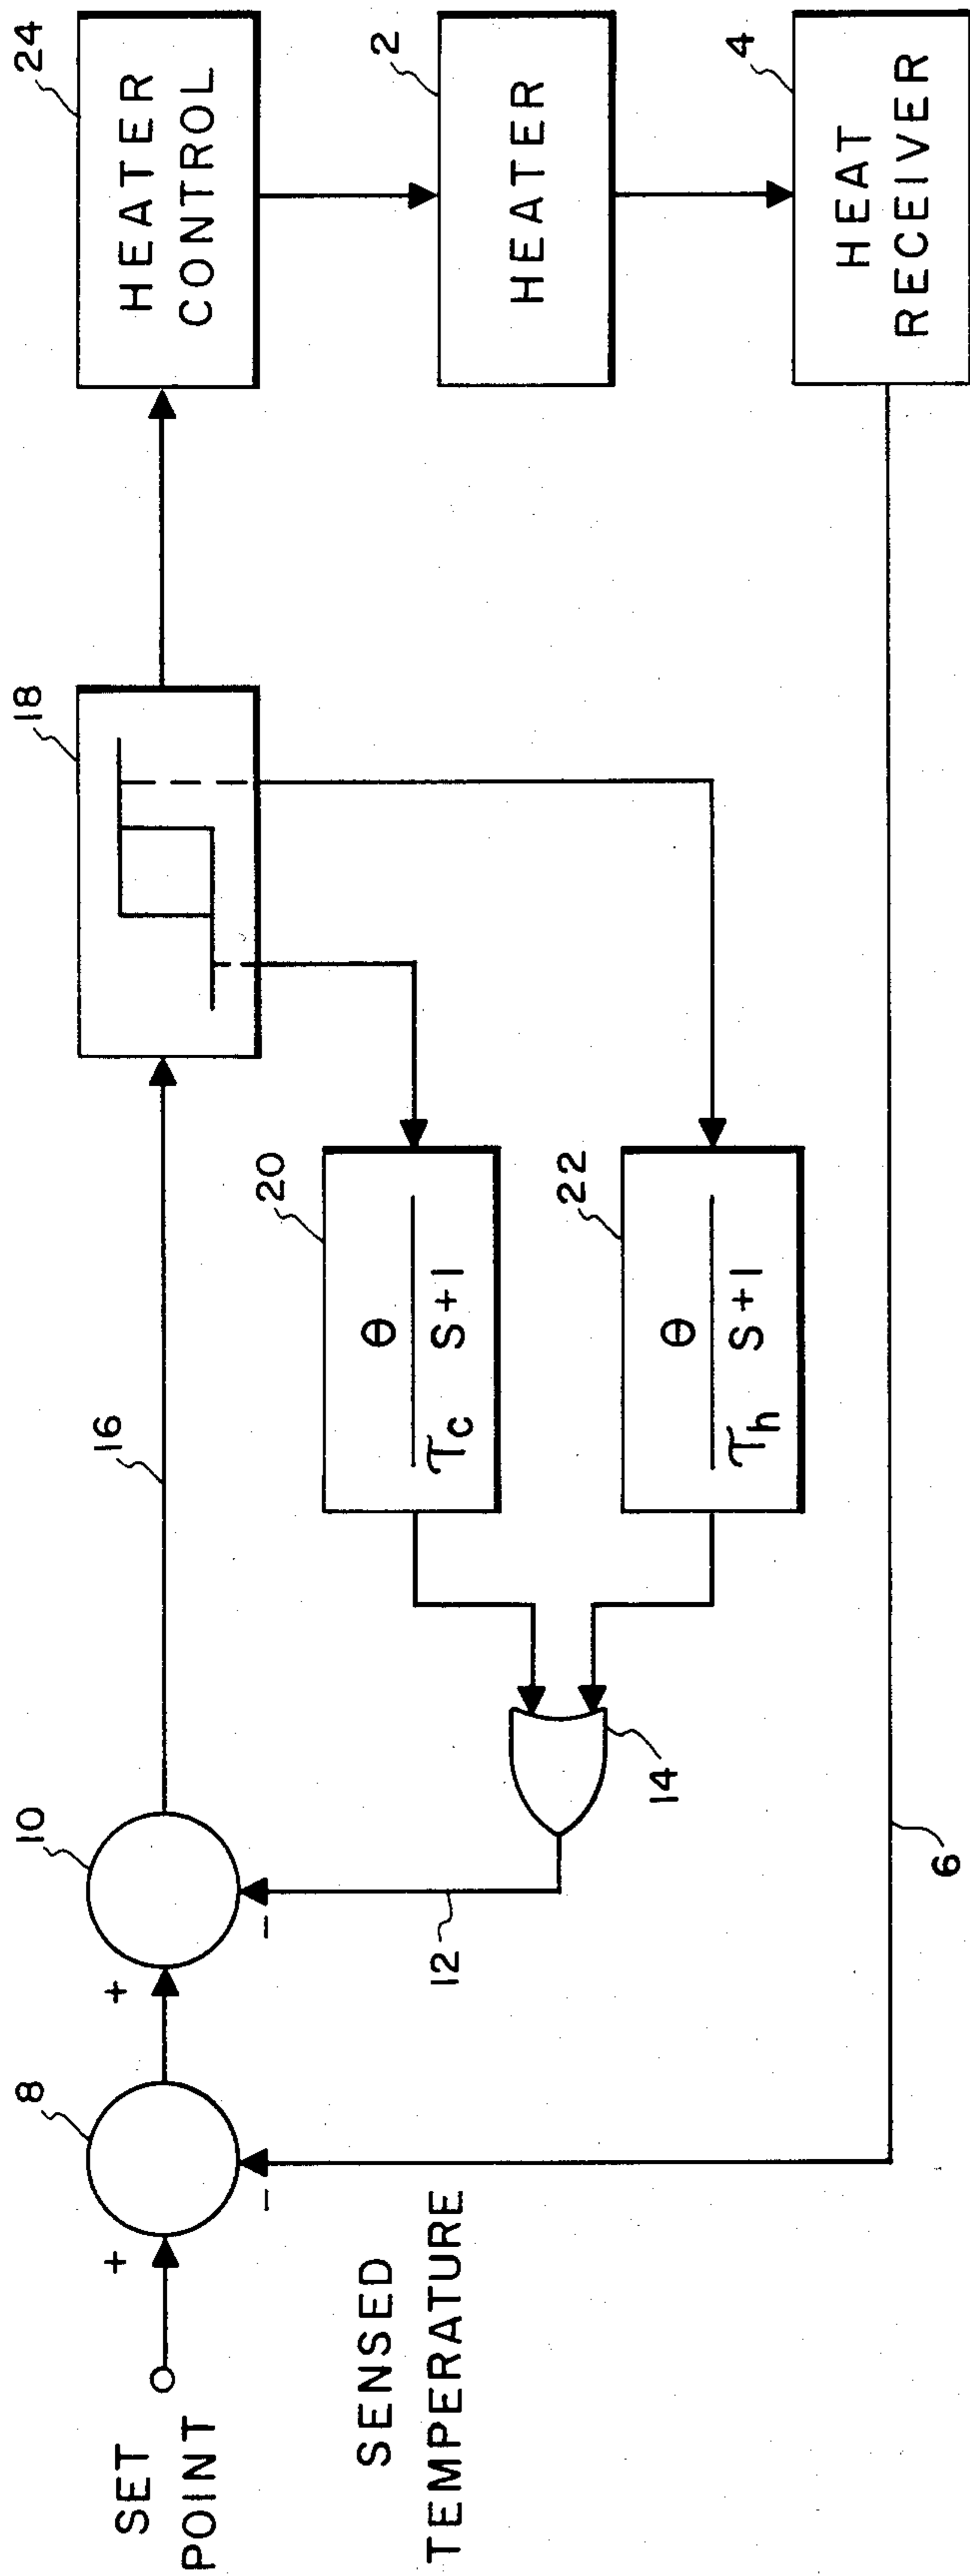 SET
POINT
+
-
8
+
-
10
SENSED
TEMPERATURE
12
14
16
20
θ
τc S+1
22
θ
τh S+1
18
24
HEATER
CONTROL
2
HEATER
4
HEAT
RECEIVER
6